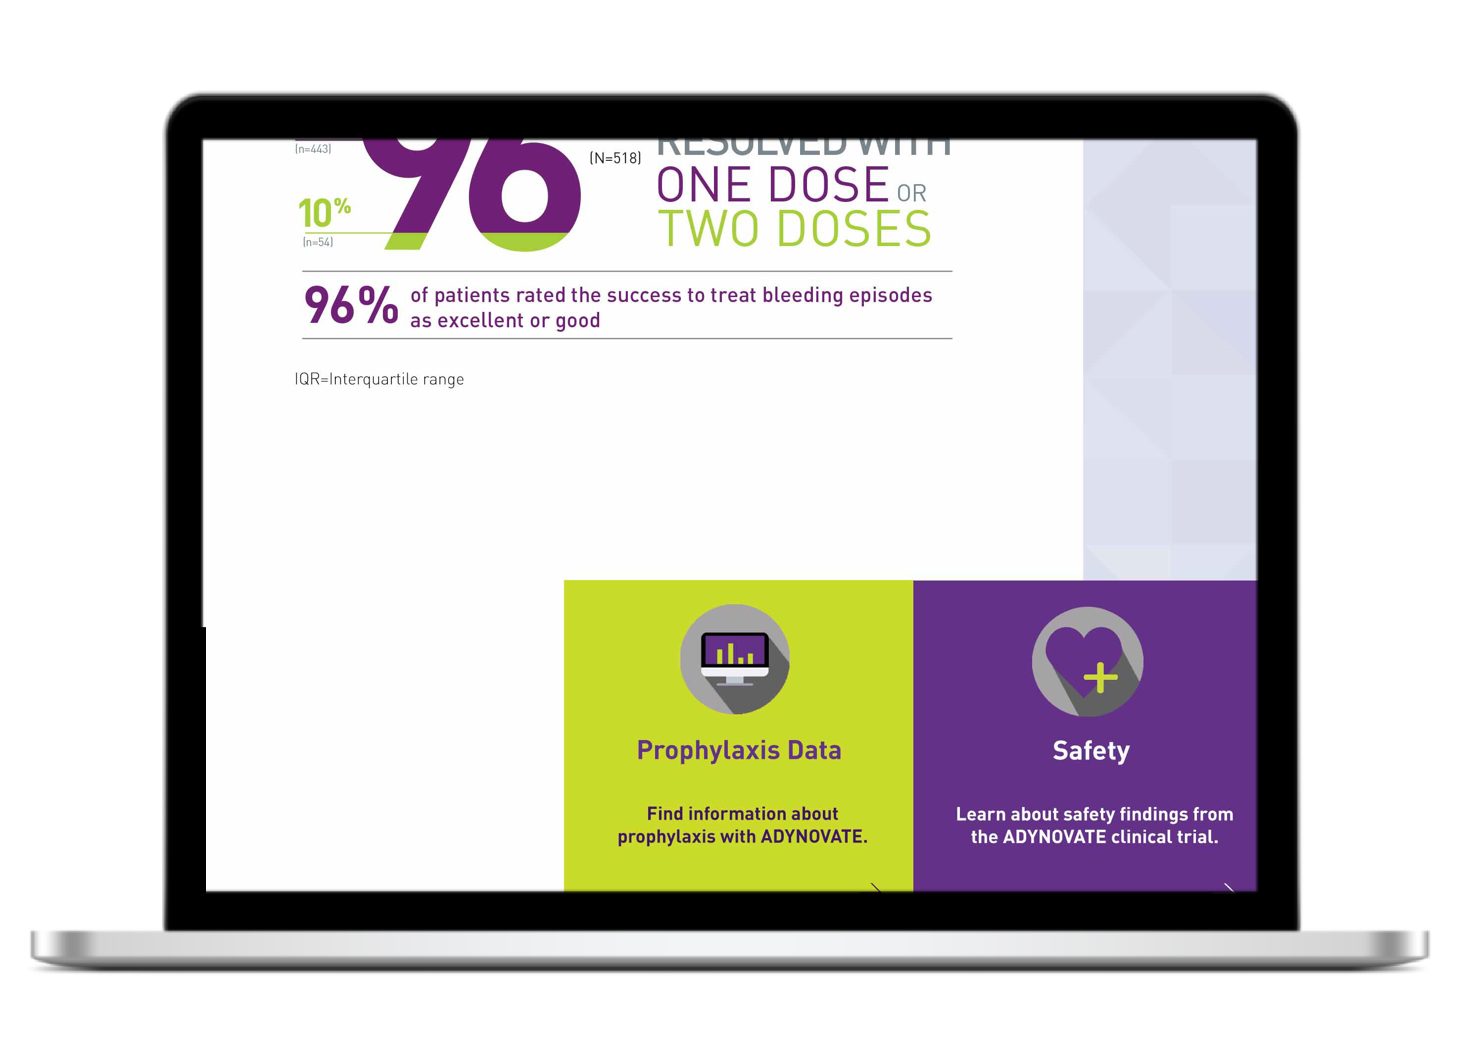 (n=443)
96
(N=518)
RESOLVED WITH
ONE DOSE OR
10%
(n=54)
TWO DOSES
96% of patients rated the success to treat bleeding episodes
as excellent or good
IQR=Interquartile range
Prophylaxis Data
Find information about
prophylaxis with ADYNOVATE.
Safety
Learn about safety findings from
the ADYNOVATE clinical trial.